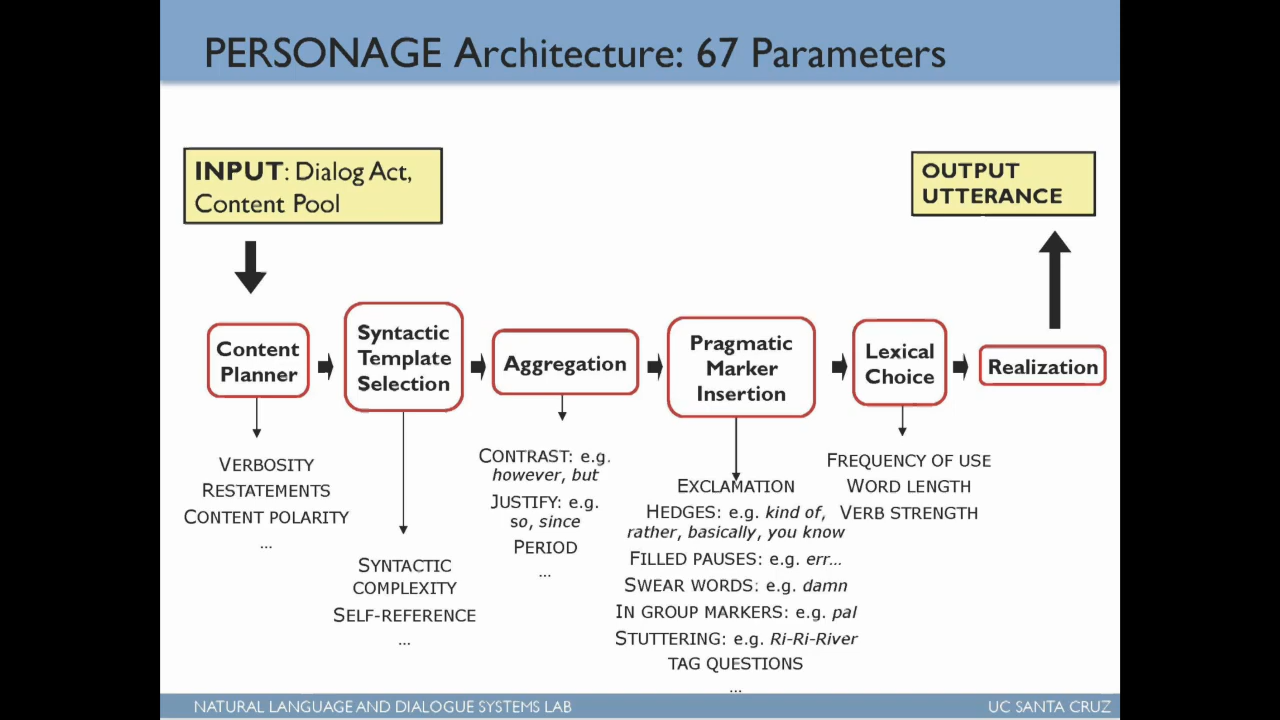 PERSONAGE Architecture: 67 Parameters
INPUT: Dialog Act,
Content Pool
OUTPUT
UTTERANCE
Content
Planner
Syntactic
Template
Selection
Aggregation
Pragmatic
Marker
Insertion
Lexical
Choice
Realization
VERBOSITY
RESTATEMENTS
CONTENT POLARITY
...
SYNTACTIC
COMPLEXITY
SELF-REFERENCE
...
CONTRAST: e.g.
however, but
JUSTIFY: e.g.
so, since
PERIOD
...
EXCLAMATION
HEDGES: e.g. kind of,
rather, basically, you know
FILLED PAUSES: e.g. err...
SWEAR WORDS: e.g. damn
IN GROUP MARKERS: e.g. pal
STUTTERING: e.g. Ri-Ri-River
TAG QUESTIONS
...
FREQUENCY OF USE
WORD LENGTH
VERB STRENGTH
NATURAL LANGUAGE AND DIALOGUE SYSTEMS LAB
UC SANTA CRUZ